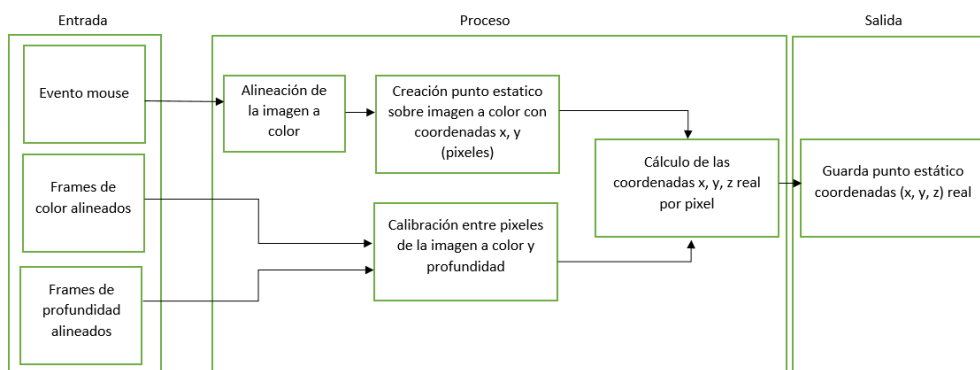 Entrada
Proceso
Salida
Evento mouse
Frames de
color alineados
Frames de
profundidad
alineados
Alineación de
la imagen a
color
Creación punto estatico
sobre imagen a color con
coordenadas x, y
(pixeles)
Calibración entre pixeles
de la imagen a color y
profundidad
Cálculo de las
coordenadas x, y, z real
por pixel
Guarda punto estático
coordenadas (x, y, z) real